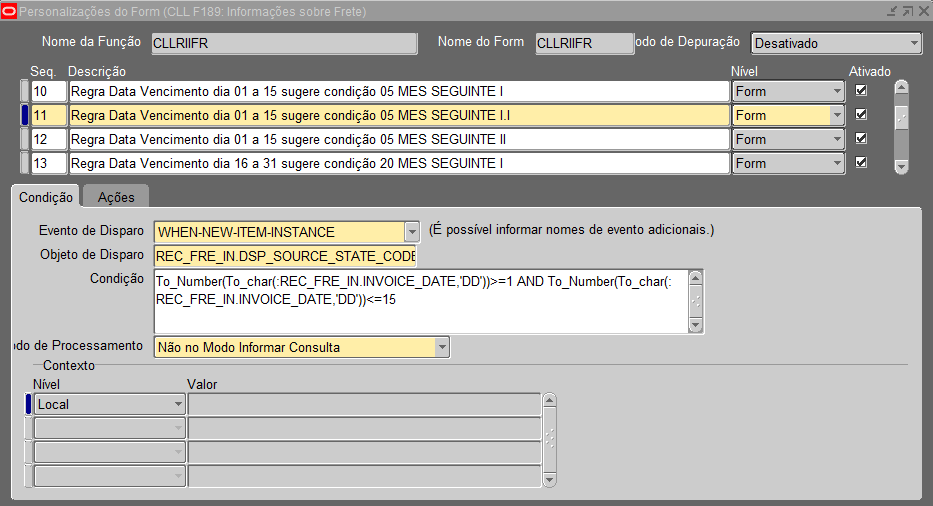 Personalizações do Form (CLL F189: Informações sobre Frete)
Nome da Função CLLRIIFR Nome do Form CLLRIIFR odo de Depuração Desativado
Seq. Descrição Nível Ativado
10 Regra Data Vencimento dia 01 a 15 sugere condição 05 MES SEGUINTE I Form
11 Regra Data Vencimento dia 01 a 15 sugere condição 05 MES SEGUINTE I.I Form
12 Regra Data Vencimento dia 01 a 15 sugere condição 05 MES SEGUINTE II Form
13 Regra Data Vencimento dia 16 a 31 sugere condição 20 MES SEGUINTE I Form
Condição Ações
Evento de Disparo WHEN-NEW-ITEM-INSTANCE (É possível informar nomes de evento adicionais.)
Objeto de Disparo REC_FRE_IN.DSP_SOURCE_STATE_CODE
Condição To_Number(To_char(:REC_FRE_IN.INVOICE_DATE,'DD'))>=1 AND To_Number(To_char(:
REC_FRE_IN.INVOICE_DATE,'DD'))<=15
odo de Processamento Não no Modo Informar Consulta
Contexto
Nível Valor
Local